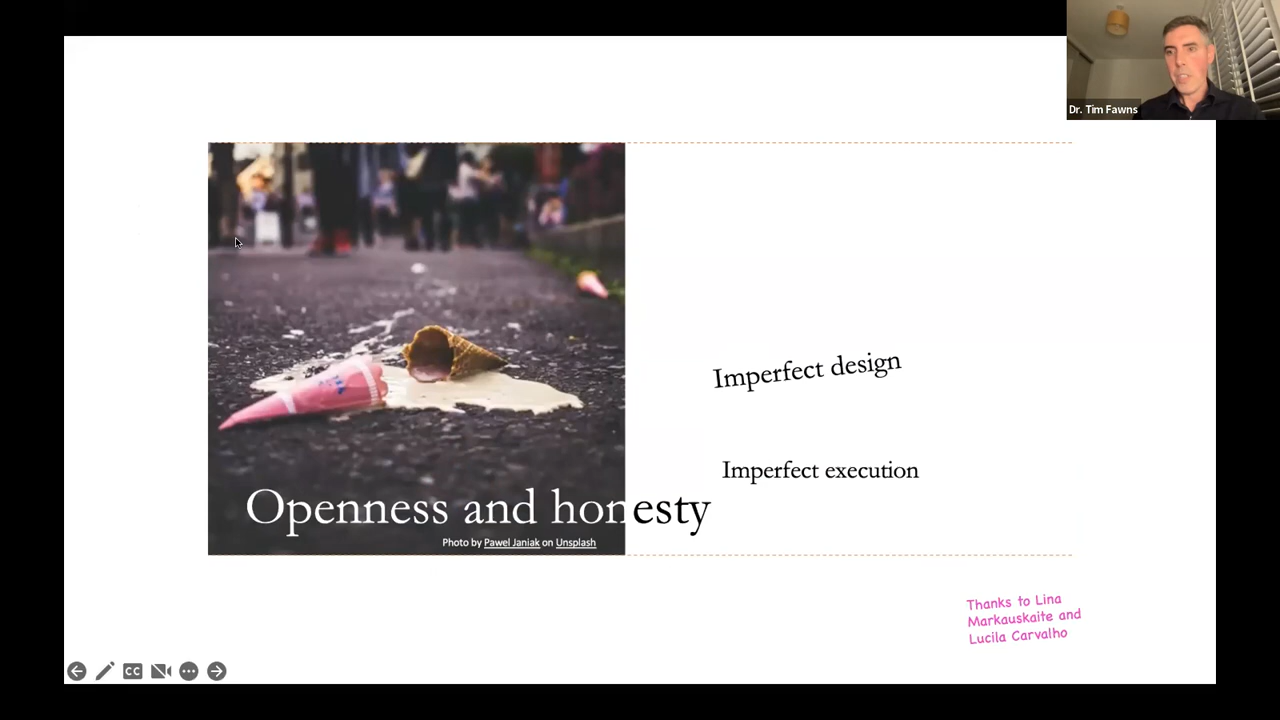 Dr. Tim Fawns
Imperfect design
Imperfect execution
Openness and honesty
Photo by Pawel Janiak on Unsplash
Thanks to Lina
Markauskaite and
Lucila Carvalho
CC